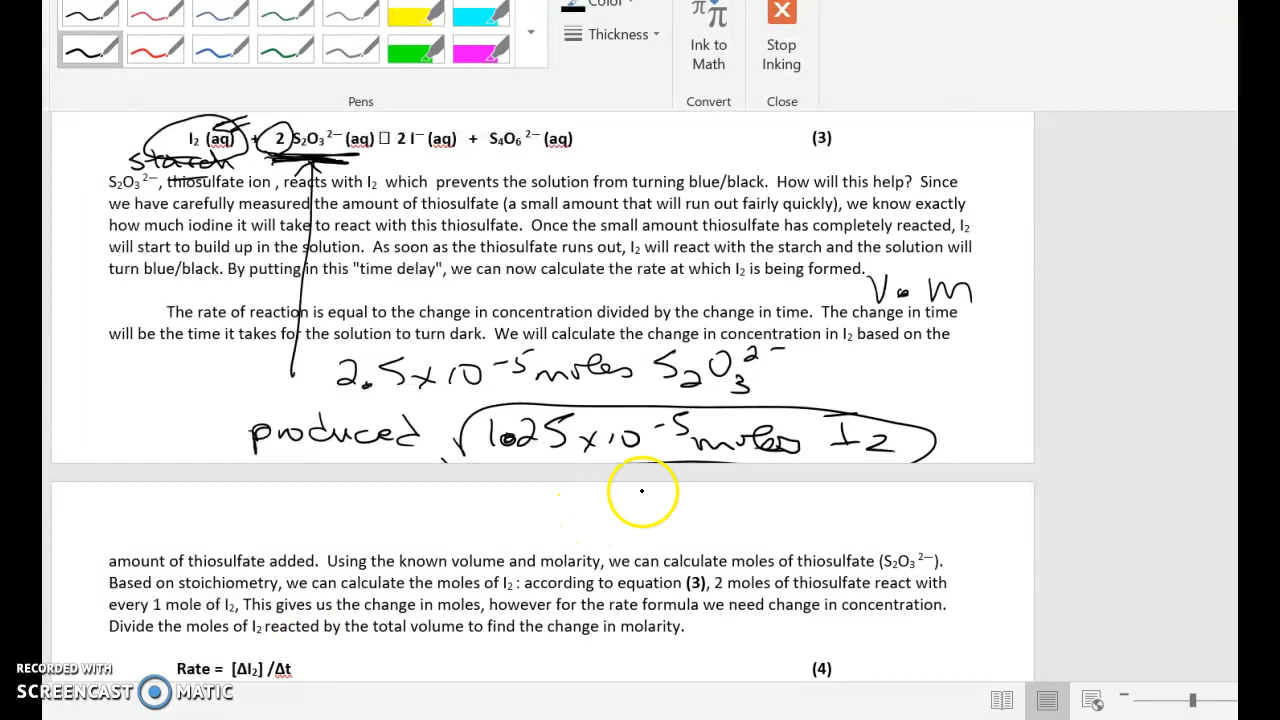 Color
Thickness
Ink to
Math
Stop
Inking
Pens
Convert
Close
I₂ (aq) + 2 S₂O₃ ²⁻ (aq) □ 2 I⁻ (aq) + S₄O₆ ²⁻ (aq) (3)
starch
S₂O₃ ²⁻, thiosulfate ion , reacts with I₂ which prevents the solution from turning blue/black. How will this help? Since
we have carefully measured the amount of thiosulfate (a small amount that will run out fairly quickly), we know exactly
how much iodine it will take to react with this thiosulfate. Once the small amount thiosulfate has completely reacted, I₂
will start to build up in the solution. As soon as the thiosulfate runs out, I₂ will react with the starch and the solution will
turn blue/black. By putting in this "time delay", we can now calculate the rate at which I₂ is being formed.
V • M
The rate of reaction is equal to the change in concentration divided by the change in time. The change in time
will be the time it takes for the solution to turn dark. We will calculate the change in concentration in I₂ based on the
2.5 x 10⁻⁵ moles S₂O₃²⁻
produced 1.25 x 10⁻⁵ moles I₂
amount of thiosulfate added. Using the known volume and molarity, we can calculate moles of thiosulfate (S₂O₃ ²⁻).
Based on stoichiometry, we can calculate the moles of I₂ : according to equation (3), 2 moles of thiosulfate react with
every 1 mole of I₂, This gives us the change in moles, however for the rate formula we need change in concentration.
Divide the moles of I₂ reacted by the total volume to find the change in molarity.
Rate = [ΔI₂] /Δt (4)
RECORDED WITH
SCREENCAST MATIC